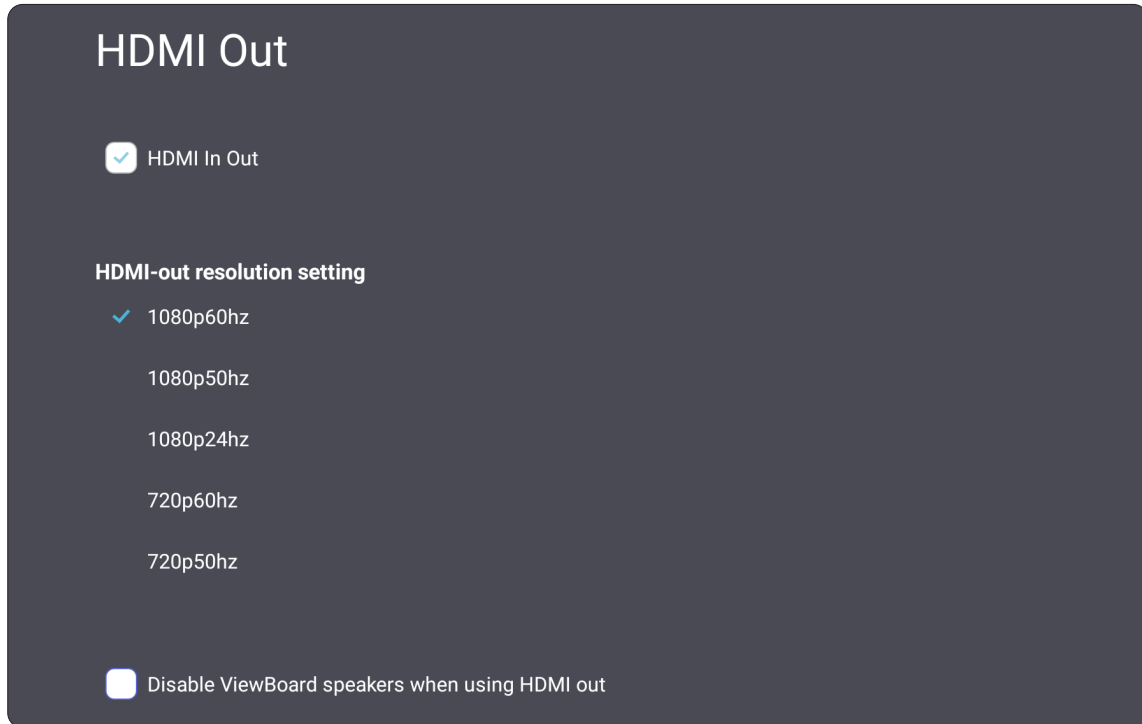 HDMI Out
HDMI In Out
HDMI-out resolution setting
1080p60hz
1080p50hz
1080p24hz
720p60hz
720p50hz
Disable ViewBoard speakers when using HDMI out